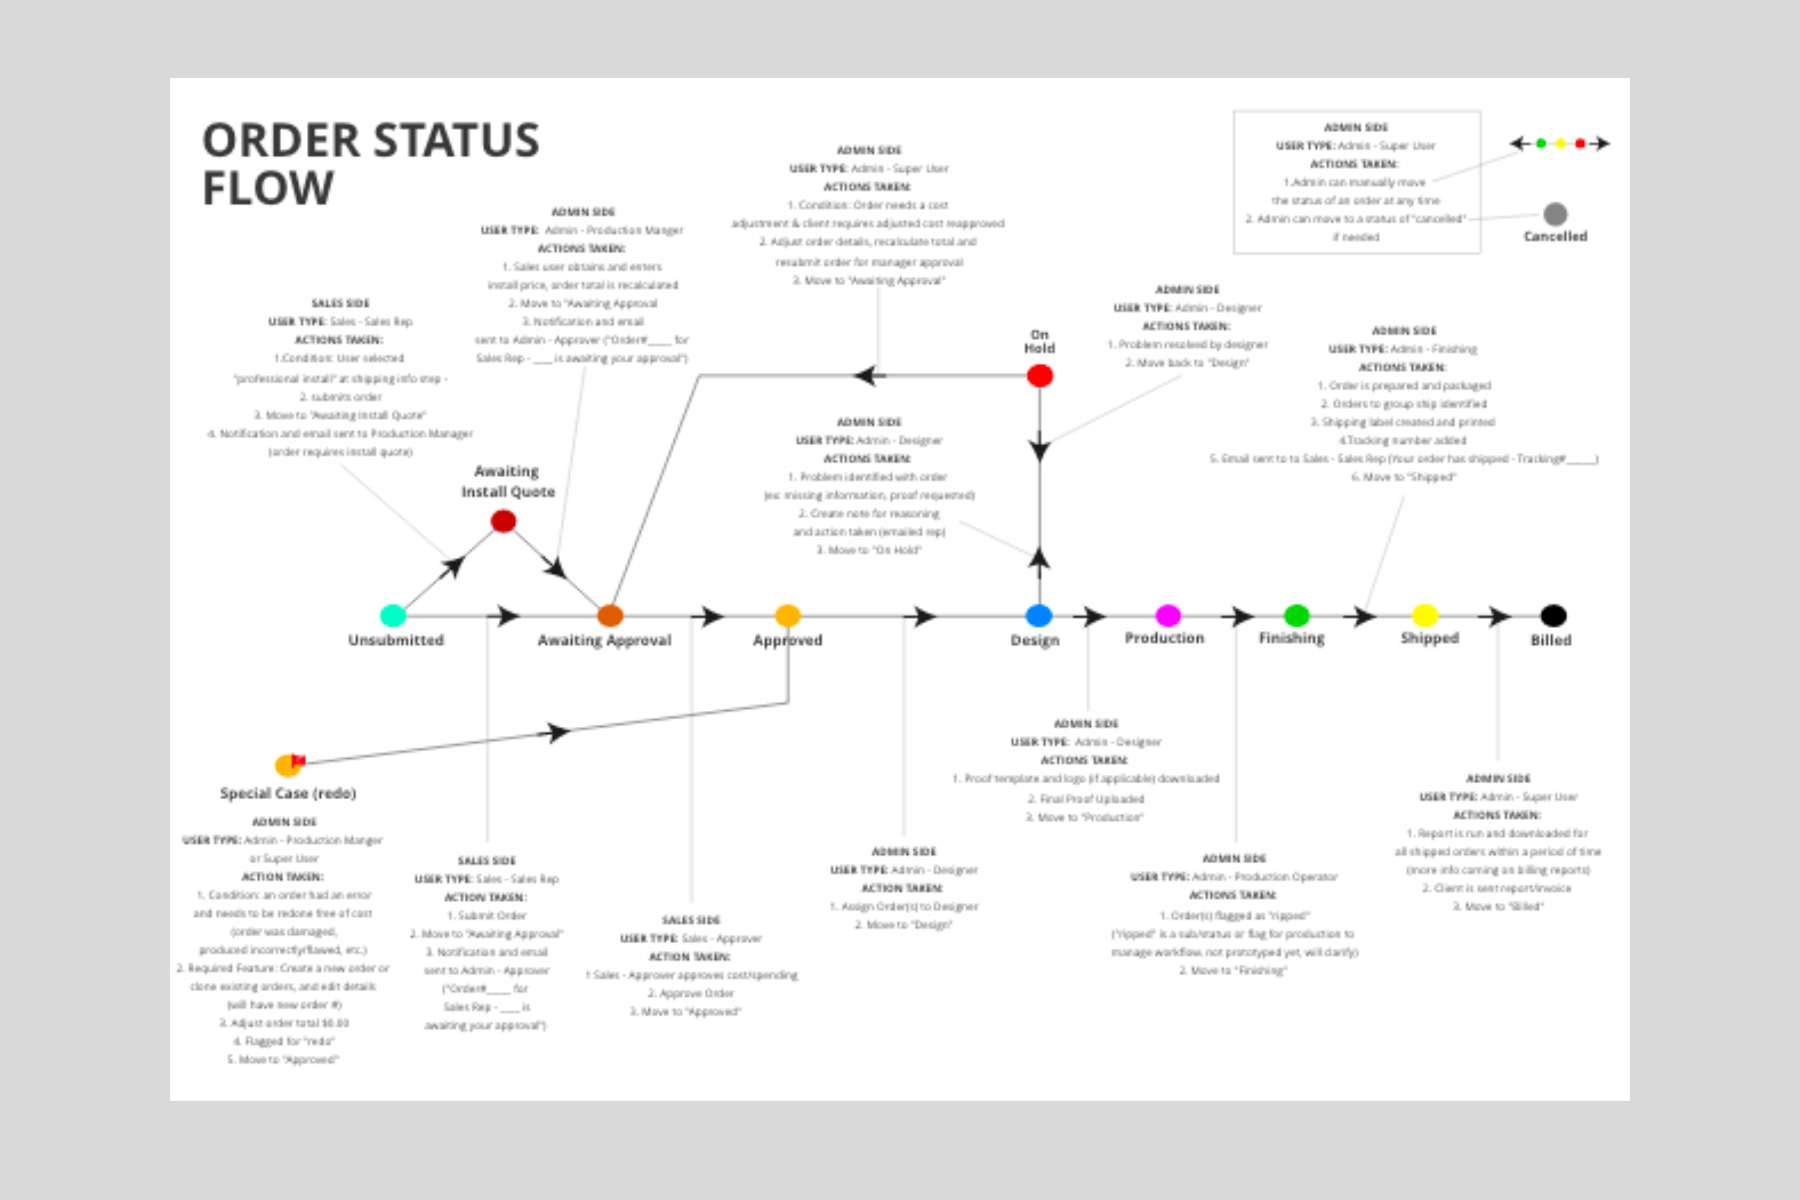 ORDER STATUS
FLOW
SALES SIDE
USER TYPE: Sales - Sales Rep
ACTIONS TAKEN:
1.Condition: User selected
"professional install" at shipping info step -
2. submits order
3. Move to "Awaiting Install Quote"
4. Notification and email sent to Production Manager
(order requires install quote)
ADMIN SIDE
USER TYPE: Admin - Production Manger
ACTIONS TAKEN:
1. Sales user obtains and enters
install price, order total is recalculated
2. Move to "Awaiting Approval
3. Notification and email
sent to Admin - Approver ("Order#_____ for
Sales Rep - ____ is awaiting your approval")
ADMIN SIDE
USER TYPE: Admin - Super User
ACTIONS TAKEN:
1. Condition: Order needs a cost
adjustment & client requires adjusted cost reapproved
2. Adjust order details, recalculate total and
resubmit order for manager approval
3. Move to "Awaiting Approval"
ADMIN SIDE
USER TYPE: Admin - Super User
ACTIONS TAKEN:
1.Admin can manually move
the status of an order at any time
2. Admin can move to a status of "cancelled"
if needed
Cancelled
ADMIN SIDE
USER TYPE: Admin - Designer
ACTIONS TAKEN:
1. Problem resolved by designer
2. Move back to "Design"
ADMIN SIDE
USER TYPE: Admin - Finishing
ACTIONS TAKEN:
1. Order is prepared and packaged
2. Orders to group ship identified
3. Shipping label created and printed
4.Tracking number added
5. Email sent to to Sales - Sales Rep (Your order has shipped - Tracking#______)
6. Move to "Shipped"
On
Hold
ADMIN SIDE
USER TYPE: Admin - Designer
ACTIONS TAKEN:
1. Problem identified with order
(ex: missing information, proof requested)
2. Create note for reasoning
and action taken (emailed rep)
3. Move to "On Hold"
Awaiting
Install Quote
Unsubmitted
Awaiting Approval
Approved
Design
Production
Finishing
Shipped
Billed
Special Case (redo)
ADMIN SIDE
USER TYPE: Admin - Production Manger
or Super User
ACTION TAKEN:
1. Condition: an order had an error
and needs to be redone free of cost
(order was damaged,
produced incorrectly/flawed, etc.)
2. Required Feature: Create a new order or
clone existing orders, and edit details
(will have new order #)
3. Adjust order total $0.00
4. Flagged for "redo"
5. Move to "Approved"
SALES SIDE
USER TYPE: Sales - Sales Rep
ACTION TAKEN:
1. Submit Order
2. Move to "Awaiting Approval"
3. Notification and email
sent to Admin - Approver
("Order#_____ for
Sales Rep - ____ is
awaiting your approval")
SALES SIDE
USER TYPE: Sales - Approver
ACTION TAKEN:
1 Sales - Approver approves cost/spending
2. Approve Order
3. Move to "Approved"
ADMIN SIDE
USER TYPE: Admin - Designer
ACTION TAKEN:
1. Assign Order(s) to Designer
2. Move to "Design"
ADMIN SIDE
USER TYPE: Admin - Designer
ACTIONS TAKEN:
1. Proof template and logo (if applicable) downloaded
2. Final Proof Uploaded
3. Move to "Production"
ADMIN SIDE
USER TYPE: Admin - Production Operator
ACTIONS TAKEN:
1. Order(s) flagged as "ripped"
("ripped" is a sub/status or flag for production to
manage workflow. not prototyped yet, will clarify)
2. Move to "Finishing"
ADMIN SIDE
USER TYPE: Admin - Super User
ACTIONS TAKEN:
1. Report is run and downloaded for
all shipped orders within a period of time
(more info coming on billing reports)
2. Client is sent report/invoice
3. Move to "Billed"